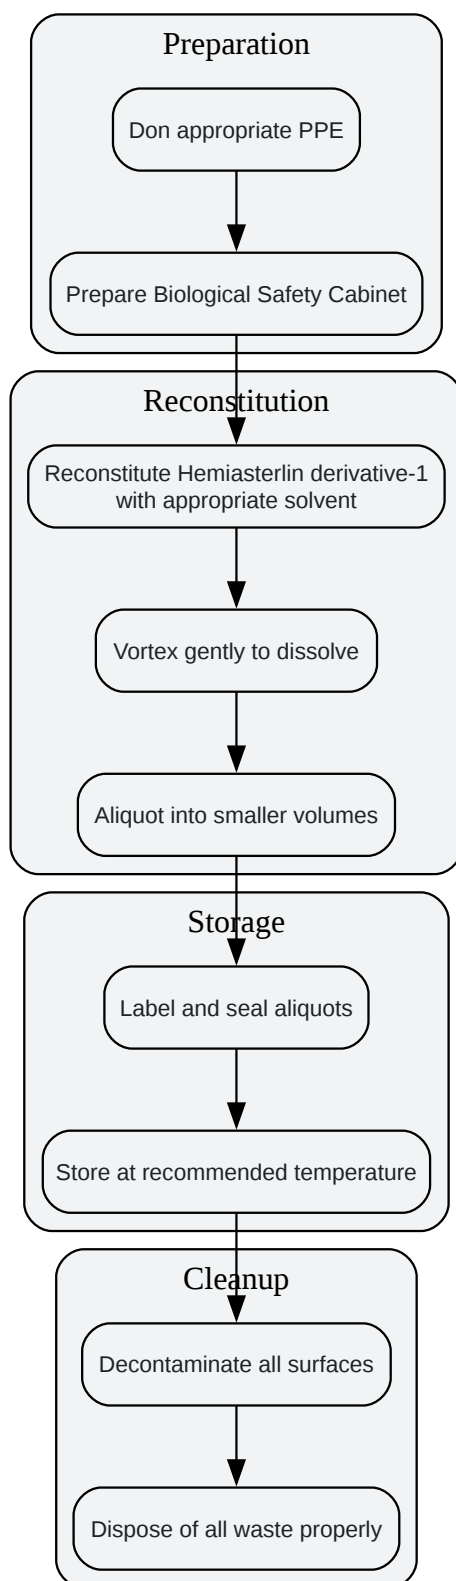 Preparation
Don appropriate PPE
Prepare Biological Safety Cabinet
Reconstitution
Reconstitute Hemiasterlin derivative-1
with appropriate solvent
Vortex gently to dissolve
Aliquot into smaller volumes
Storage
Label and seal aliquots
Store at recommended temperature
Cleanup
Decontaminate all surfaces
Dispose of all waste properly